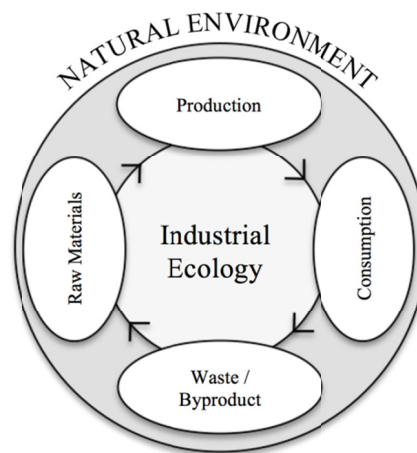 NATURAL ENVIRONMENT
Production
Raw Materials
Industrial
Ecology
Consumption
Waste /
Byproduct